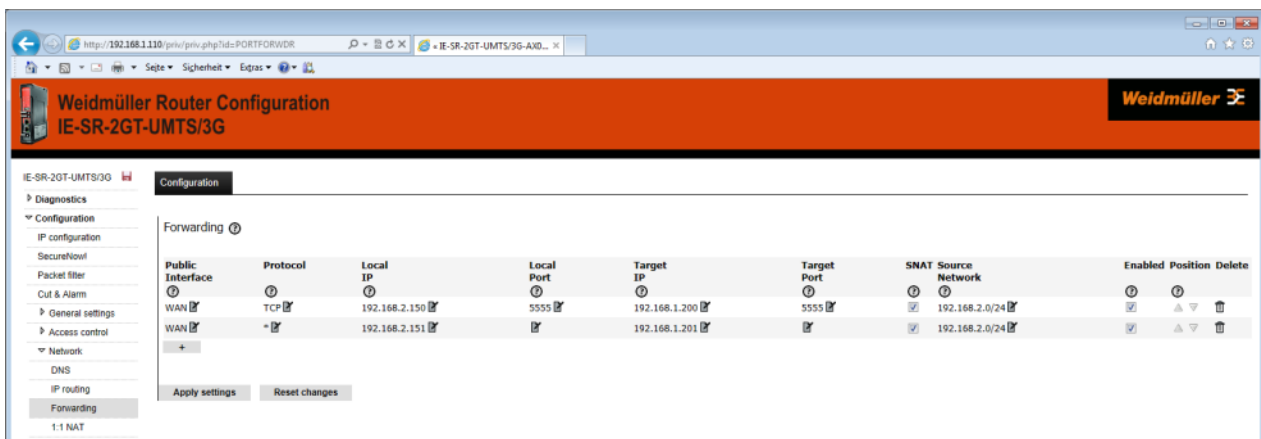 http://192.168.1.110/priv/priv.php?id=PORTFORWDR
« IE-SR-2GT-UMTS/3G-AX0...
Seite Sicherheit Extras
Weidmüller Router Configuration
IE-SR-2GT-UMTS/3G
Weidmüller
IE-SR-2GT-UMTS/3G
Configuration
Diagnostics
Configuration
IP configuration
SecureNow!
Packet filter
Cut & Alarm
General settings
Access control
Network
DNS
IP routing
Forwarding
1:1 NAT
Forwarding
Public Interface Protocol Local IP Local Port Target IP Target Port SNAT Source Network Enabled Position Delete
WAN TCP 192.168.2.150 5555 192.168.1.200 5555 192.168.2.0/24
WAN * 192.168.2.151 192.168.1.201 192.168.2.0/24
+
Apply settings Reset changes